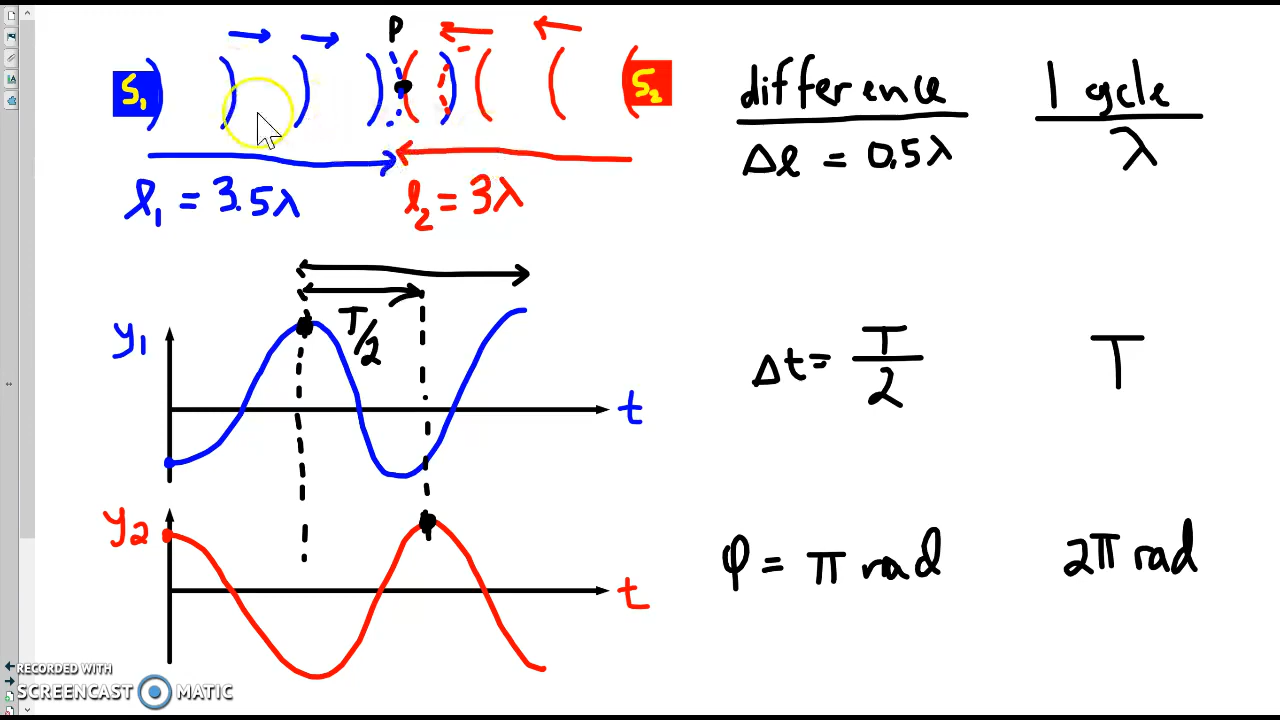 P
S₁
S₂
l₁ = 3.5λ
l₂ = 3λ
difference
1 cycle
Δl = 0.5λ
λ
T/2
y₁
t
Δt = T/2
T
y₂
t
φ = π rad
2π rad
RECORDED WITH
SCREENCAST MATIC